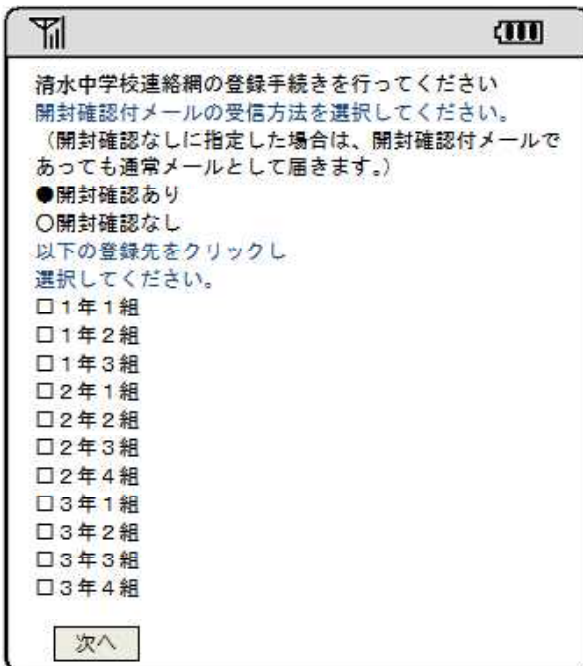 清水中学校連絡網の登録手続きを行ってください
開封確認付メールの受信方法を選択してください。
（開封確認なしに指定した場合は、開封確認付メールで
あっても通常メールとして届きます。）
●開封確認あり
○開封確認なし
以下の登録先をクリックし
選択してください。
□１年１組
□１年２組
□１年３組
□２年１組
□２年２組
□２年３組
□２年４組
□３年１組
□３年２組
□３年３組
□３年４組
次へ